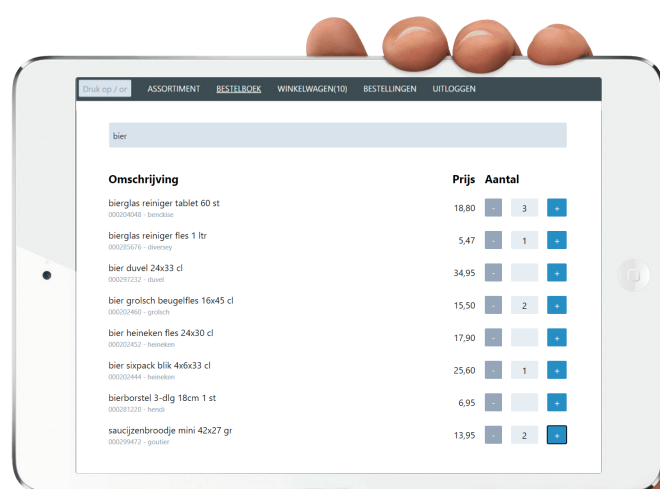 Druk op / or ASSORTIMENT BESTELBOEK WINKELWAGEN(10) BESTELLINGEN UITLOGGEN
bier
Omschrijving Prijs Aantal
bierglas reiniger tablet 60 st 18,80 - 3 +
000204048 - benckise
bierglas reiniger fles 1 ltr 5,47 - 1 +
000285676 - diversey
bier duvel 24x33 cl 34,95 - +
000297232 - duvel
bier grolsch beugelfles 16x45 cl 15,50 - 2 +
000202460 - grolsch
bier heineken fles 24x30 cl 17,90 - +
000202452 - heineken
bier sixpack blik 4x6x33 cl 25,60 - 1 +
000202444 - heineken
bierborstel 3-dlg 18cm 1 st 6,95 - +
000281220 - hendi
saucijzenbroodje mini 42x27 gr 13,95 - 2 +
000299472 - goutier